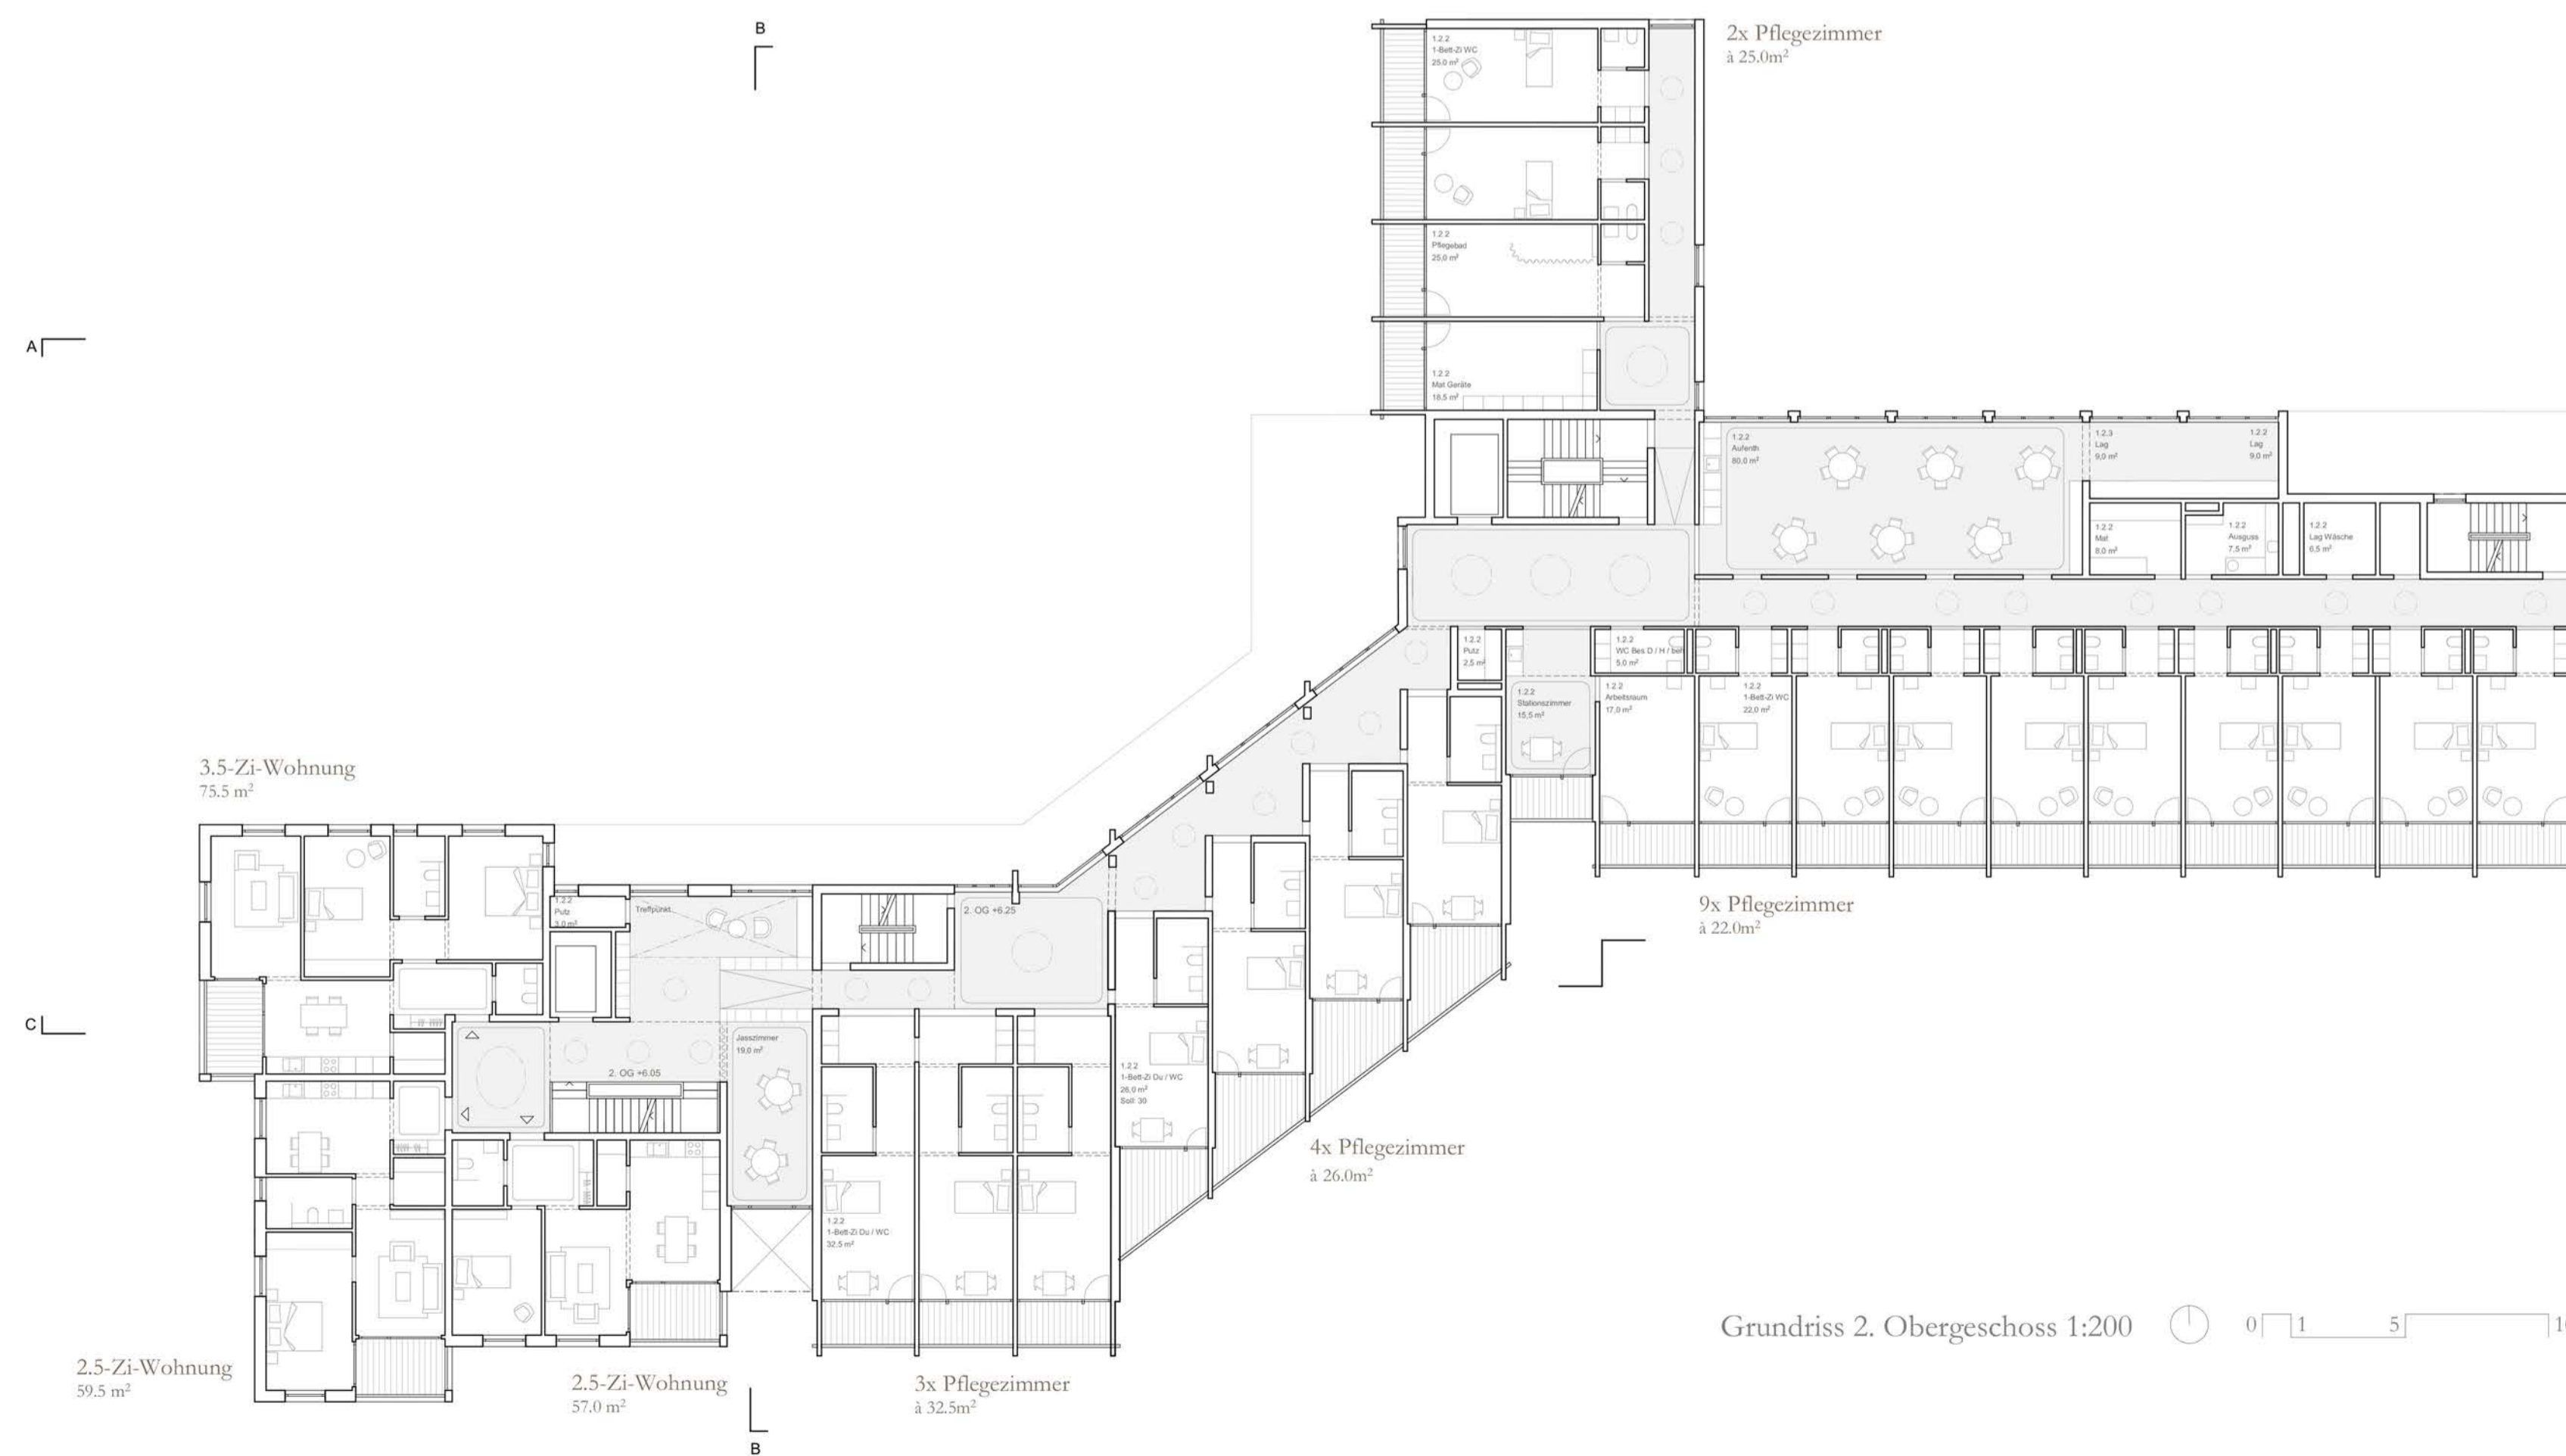 B
2x Pflegezimmer
à 25.0m²
1.2.2
1-Bett-Zi WC
25.0 m²
1.2.2
Pflegebad
25,0 m²
A
1.2.2
Mat Geräte
18.5 m²
1.2.2
Aufenth
80,0 m²
1.2.3
Lag
9,0 m²
1.2.2
Lag
9,0 m²
1.2.2
Mat
8.0 m²
1.2.2
Ausguss
7,5 m²
1.2.2
Lag Wäsche
6,5 m²
1.2.2
Putz
2,5 m²
1.2.2
WC Bes D / H / beh
5.0 m²
1.2.2
Stationszimmer
15,5 m²
1.2.2
Arbeitsraum
17,0 m²
1.2.2
1-Bett-Zi WC
22,0 m²
3.5-Zi-Wohnung
75.5 m²
9x Pflegezimmer
à 22.0m²
1.2.2
Putz
3,0 m²
Treffpunkt
2. OG +6.25
C
Jasszimmer
19,0 m²
2. OG +6.05
1.2.2
1-Bett-Zi Du / WC
26,0 m²
Soll 30
4x Pflegezimmer
à 26.0m²
1.2.2
1-Bett-Zi Du / WC
32,5 m²
Grundriss 2. Obergeschoss 1:200
0 1 5
2.5-Zi-Wohnung
59.5 m²
2.5-Zi-Wohnung
57.0 m²
3x Pflegezimmer
à 32.5m²
B